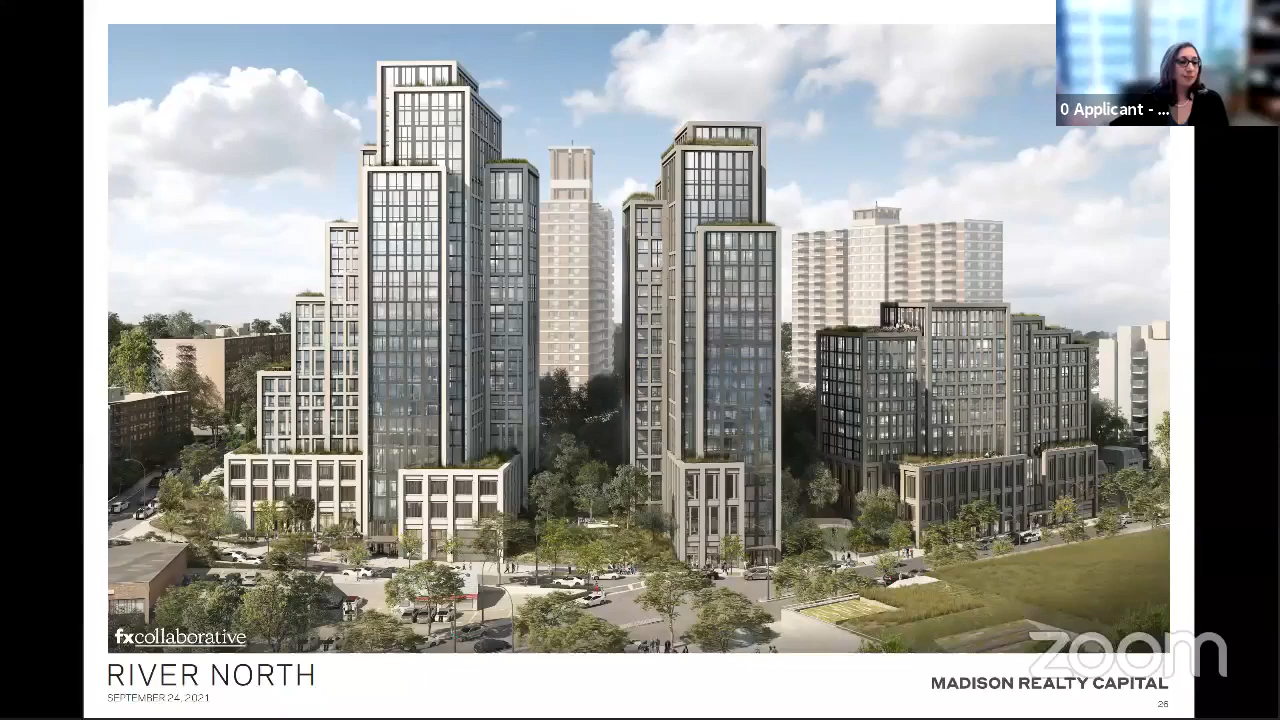 0 Applicant - ...
fxcollaborative
RIVER NORTH
SEPTEMBER 24, 2021
zoom
MADISON REALTY CAPITAL
26